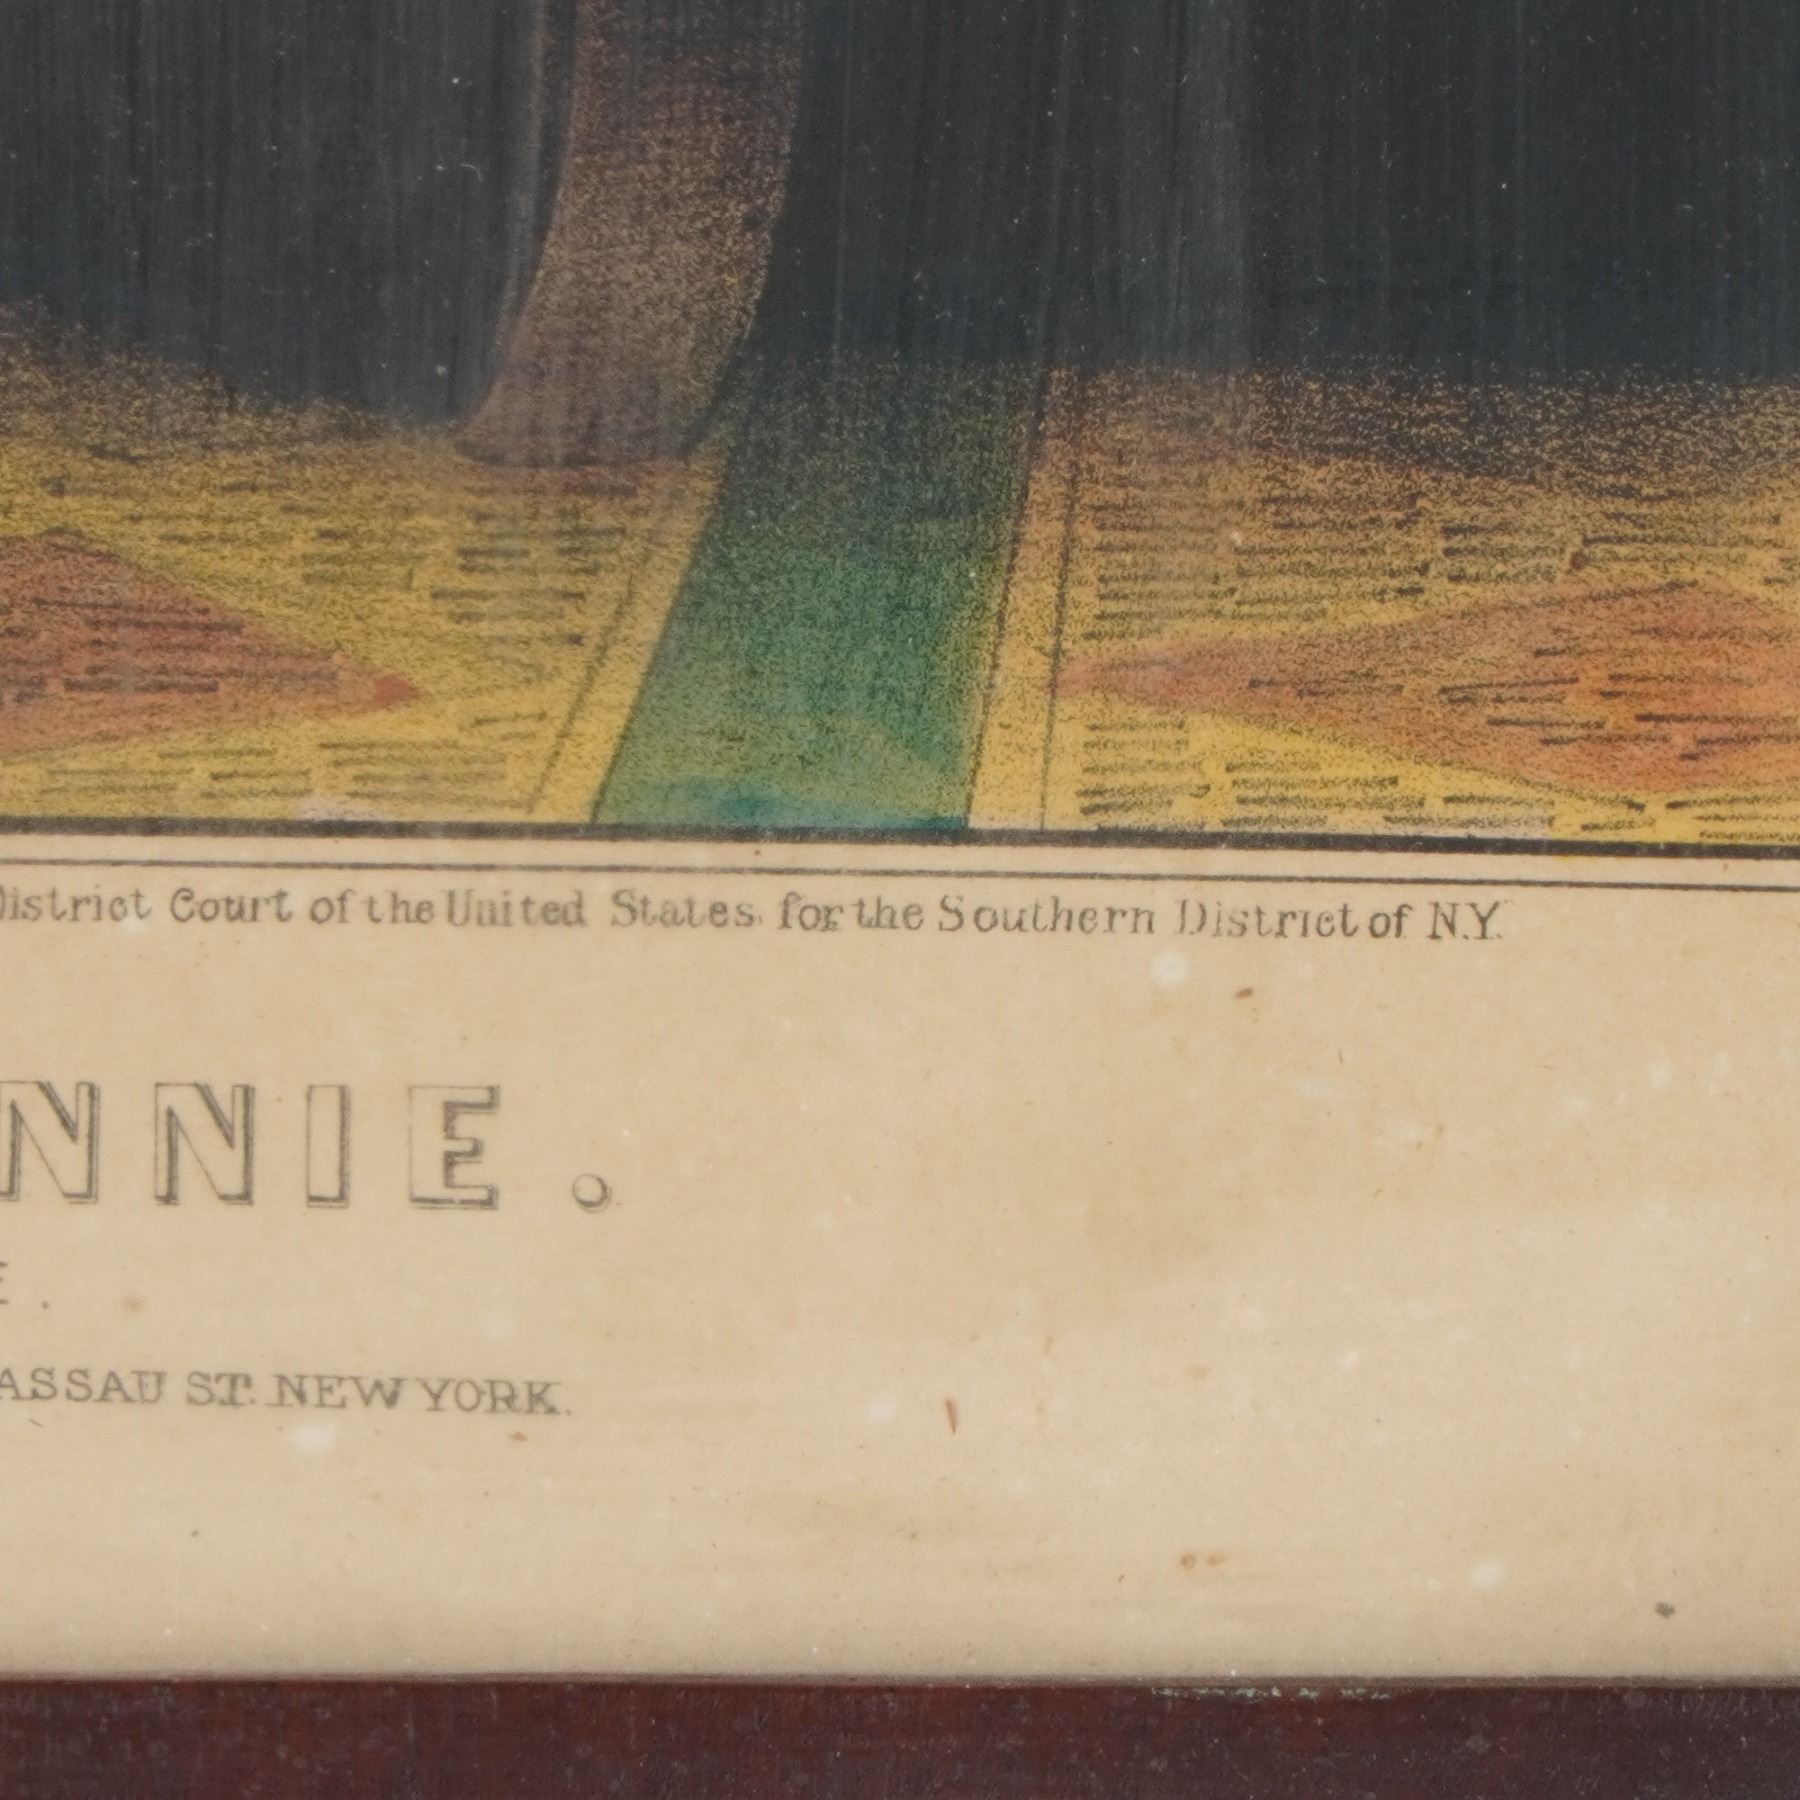 District Court of the United States for the Southern District of N.Y.
NNIE.
E.
ASSAU ST. NEW YORK.